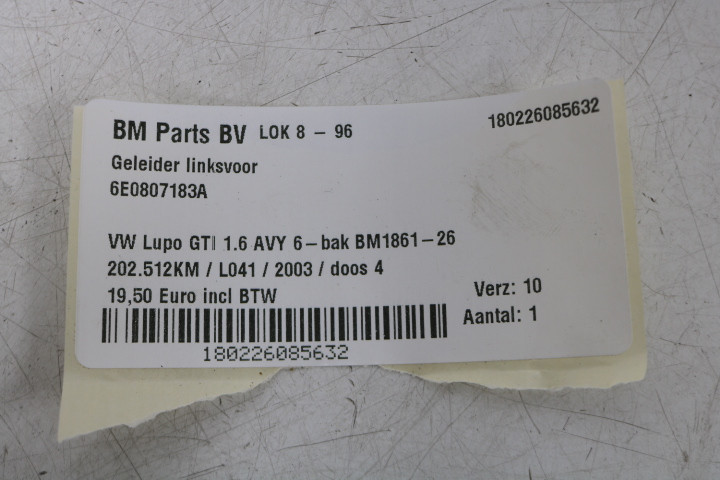 BM Parts BV LOK 8 - 96
180226085632
Geleider linksvoor
6E0807183A
VW Lupo GTI 1.6 AVY 6-bak BM1861-26
202.512KM / L041 / 2003 / doos 4
19,50 Euro incl BTW
Verz: 10
Aantal: 1
180226085632